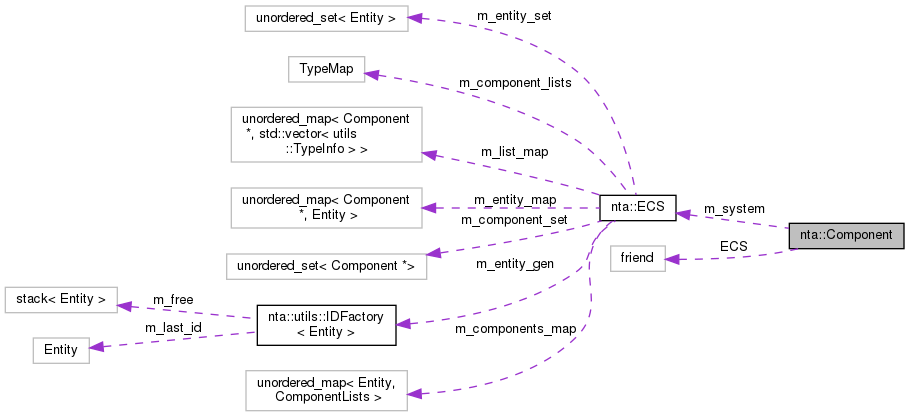 unordered_set< Entity >
m_entity_set
TypeMap
m_component_lists
unordered_map< Component
*, std::vector< utils
::TypeInfo > >
m_list_map
unordered_map< Component
*, Entity >
m_entity_map
m_component_set
nta::ECS
m_system
nta::Component
ECS
friend
unordered_set< Component *>
m_entity_gen
stack< Entity >
m_free
nta::utils::IDFactory
< Entity >
m_last_id
Entity
m_components_map
unordered_map< Entity,
ComponentLists >